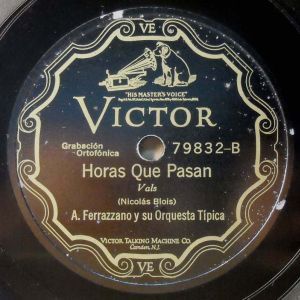 VE
"HIS MASTER'S VOICE"
VICTOR
Grabación
Ortofónica
79832-B
Horas Que Pasan
Vals
(Nicolás Blois)
A. Ferrazzano y su Orquesta Típica
VICTOR TALKING MACHINE CO.
Camden, N.J.
VE